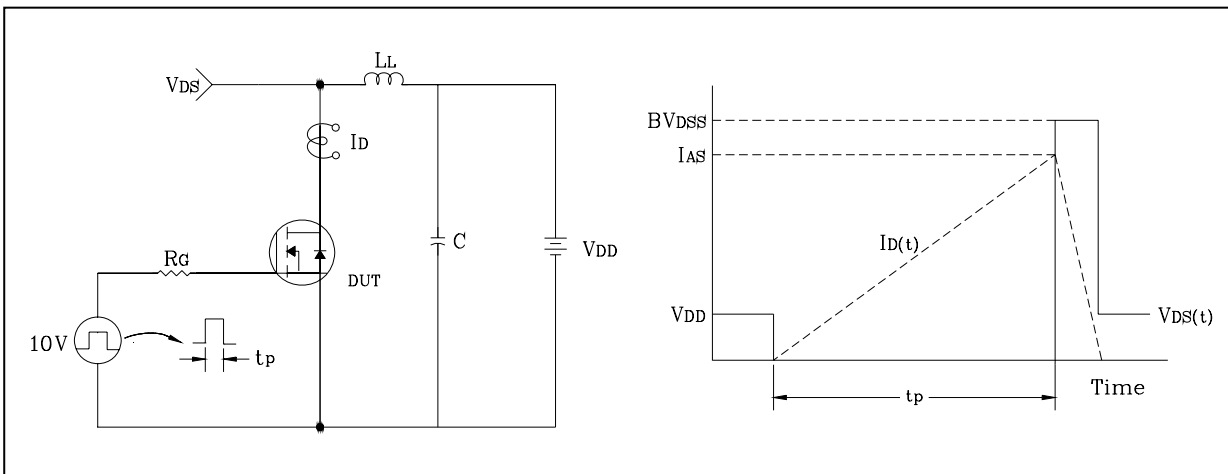 LL
VDS
ID
RG
C
VDD
DUT
10V
tp
BVDSS
IAS
ID(t)
VDD
VDS(t)
tp
Time